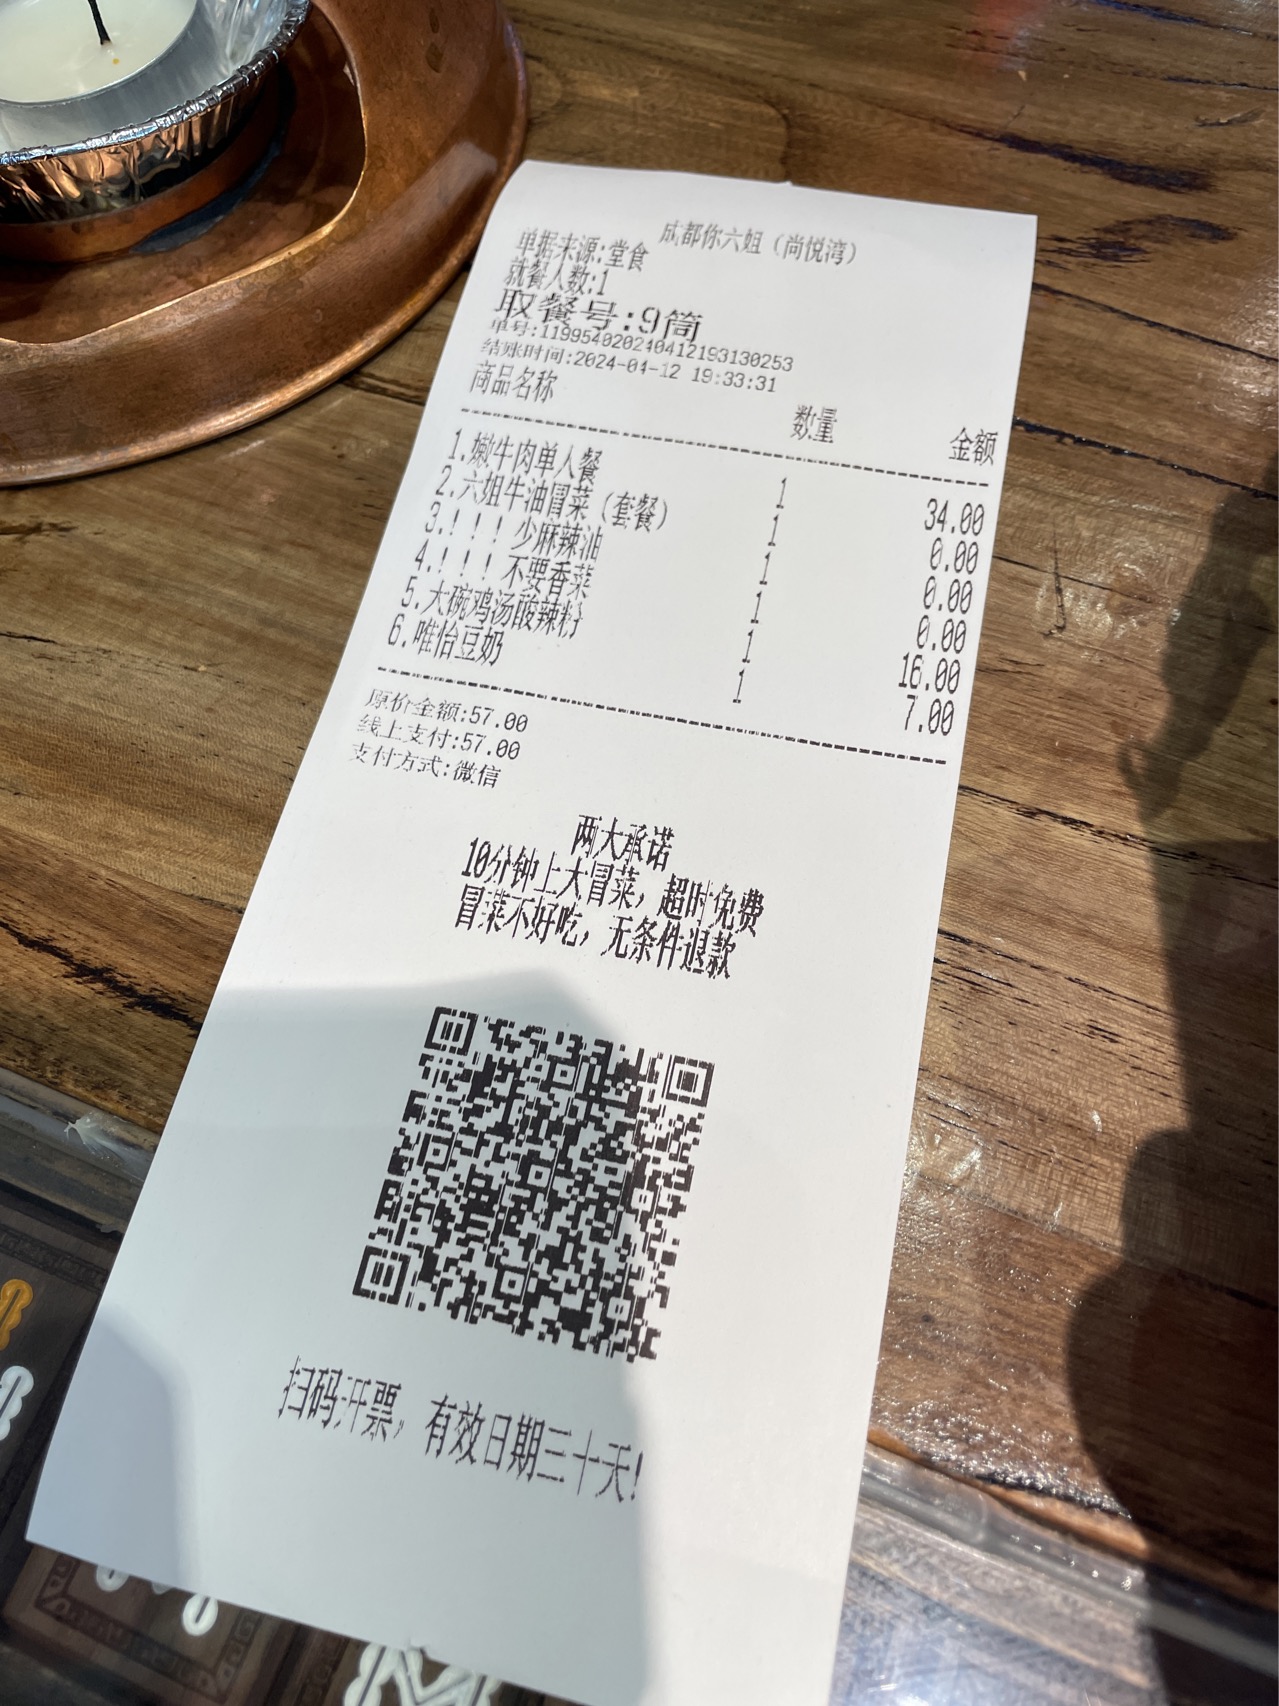 成都你六姐（尚悦湾）
单据来源:堂食
就餐人数:1
取餐号:9筒
单号:11995402024041219313​0253
结账时间:2024-04-12 19:33:31
商品名称 数量 金额
1.嫩牛肉单人餐 1 34.00
2.六姐牛油冒菜（套餐） 1 0.00
3.！！！少麻辣油 1 0.00
4.！！！不要香菜 1 0.00
5.大碗鸡汤酸辣粉 1 16.00
6.唯怡豆奶 1 7.00
原价金额:57.00
线上支付:57.00
支付方式:微信
两大承诺
10分钟上大冒菜，超时免费
冒菜不好吃，无条件退款
扫码开票，有效日期三十天!